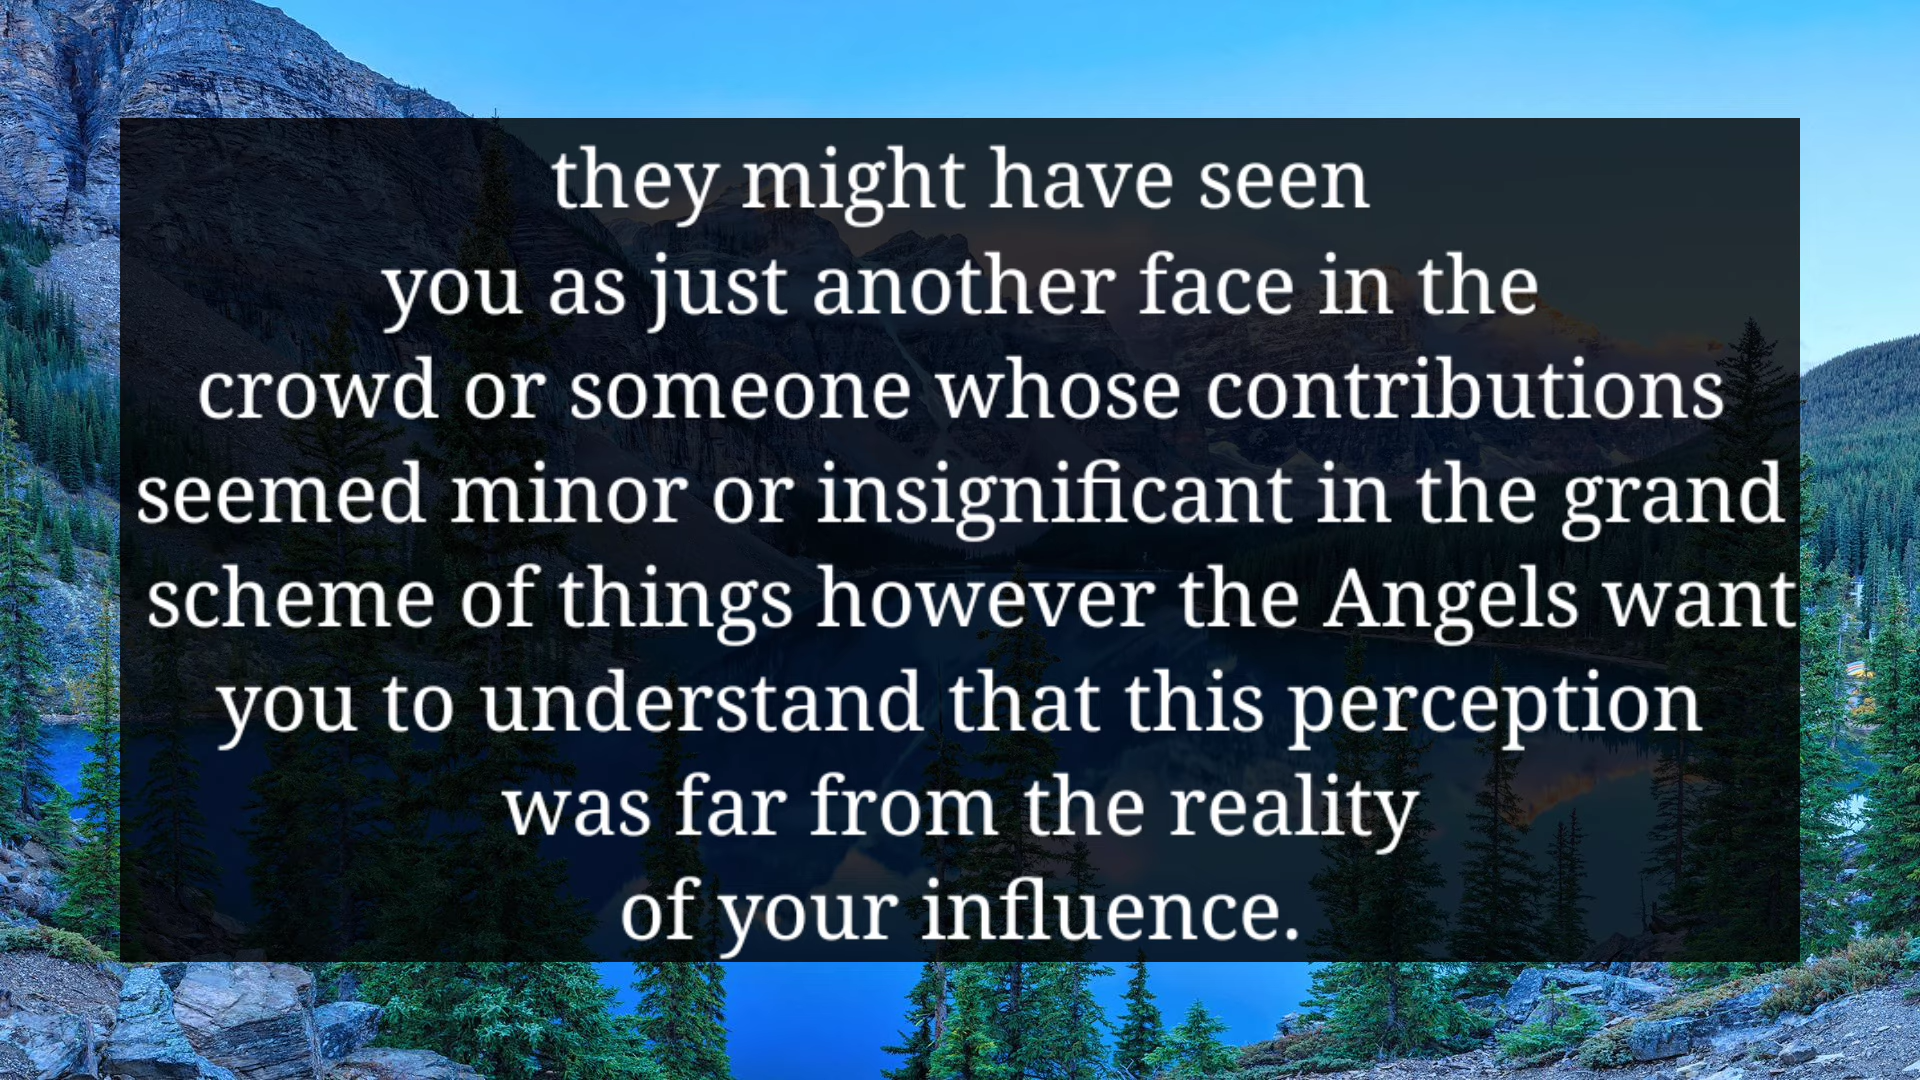 they might have seen
you as just another face in the
crowd or someone whose contributions
seemed minor or insignificant in the grand
scheme of things however the Angels want
you to understand that this perception
was far from the reality
of your influence.